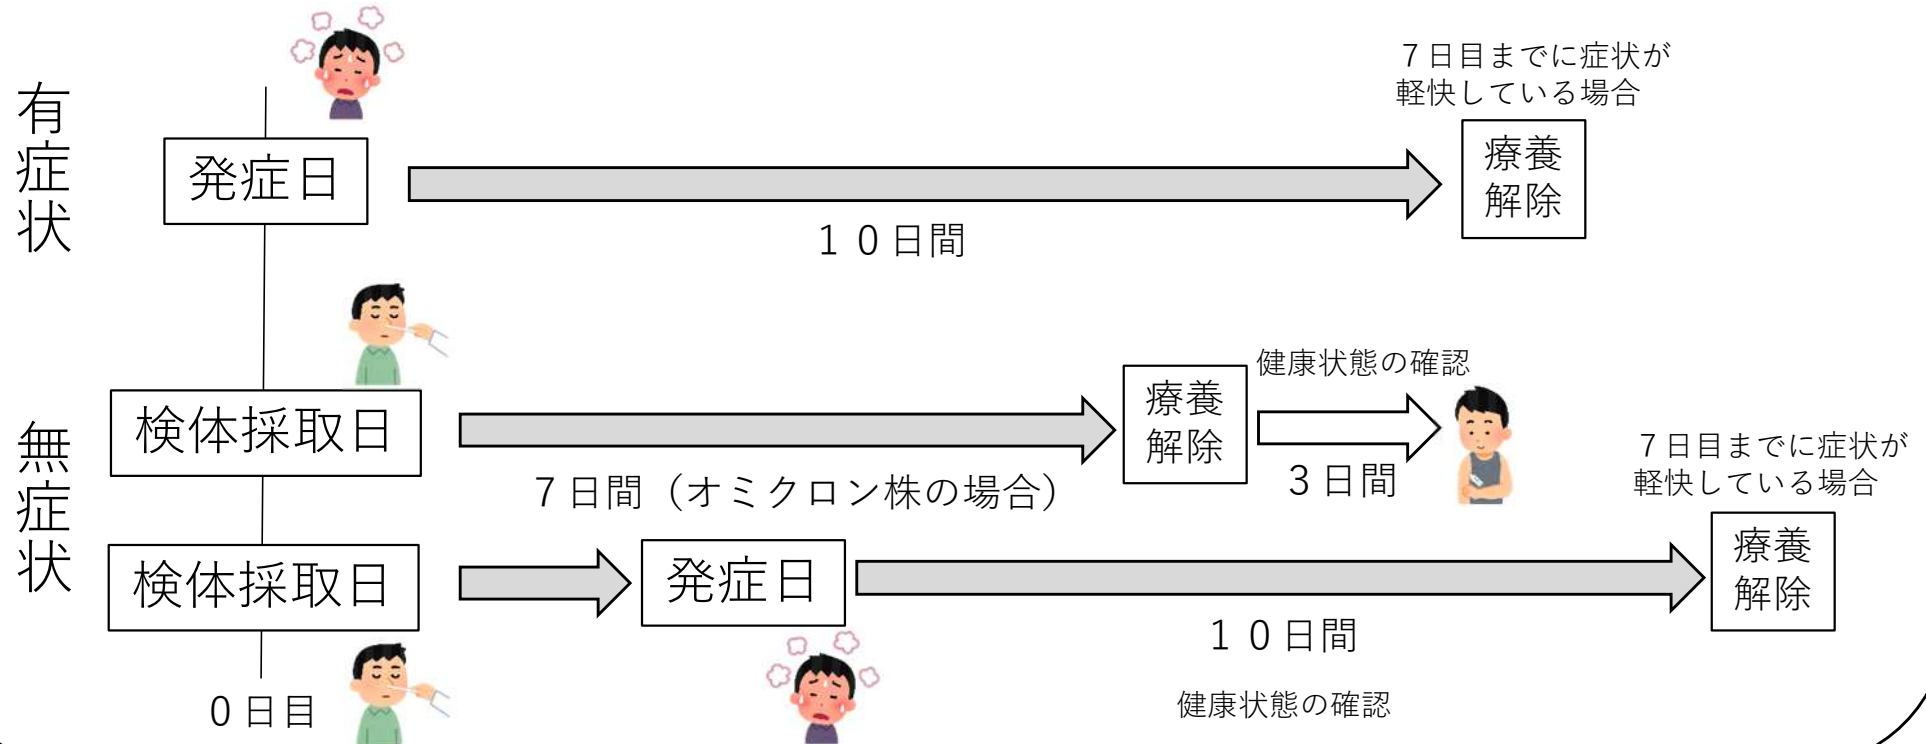 有症状
発症日
１０日間
７日目までに症状が
軽快している場合
療養
解除
無症状
検体採取日
７日間（オミクロン株の場合）
療養
解除
健康状態の確認
３日間
検体採取日
発症日
１０日間
７日目までに症状が
軽快している場合
療養
解除
０日目
健康状態の確認